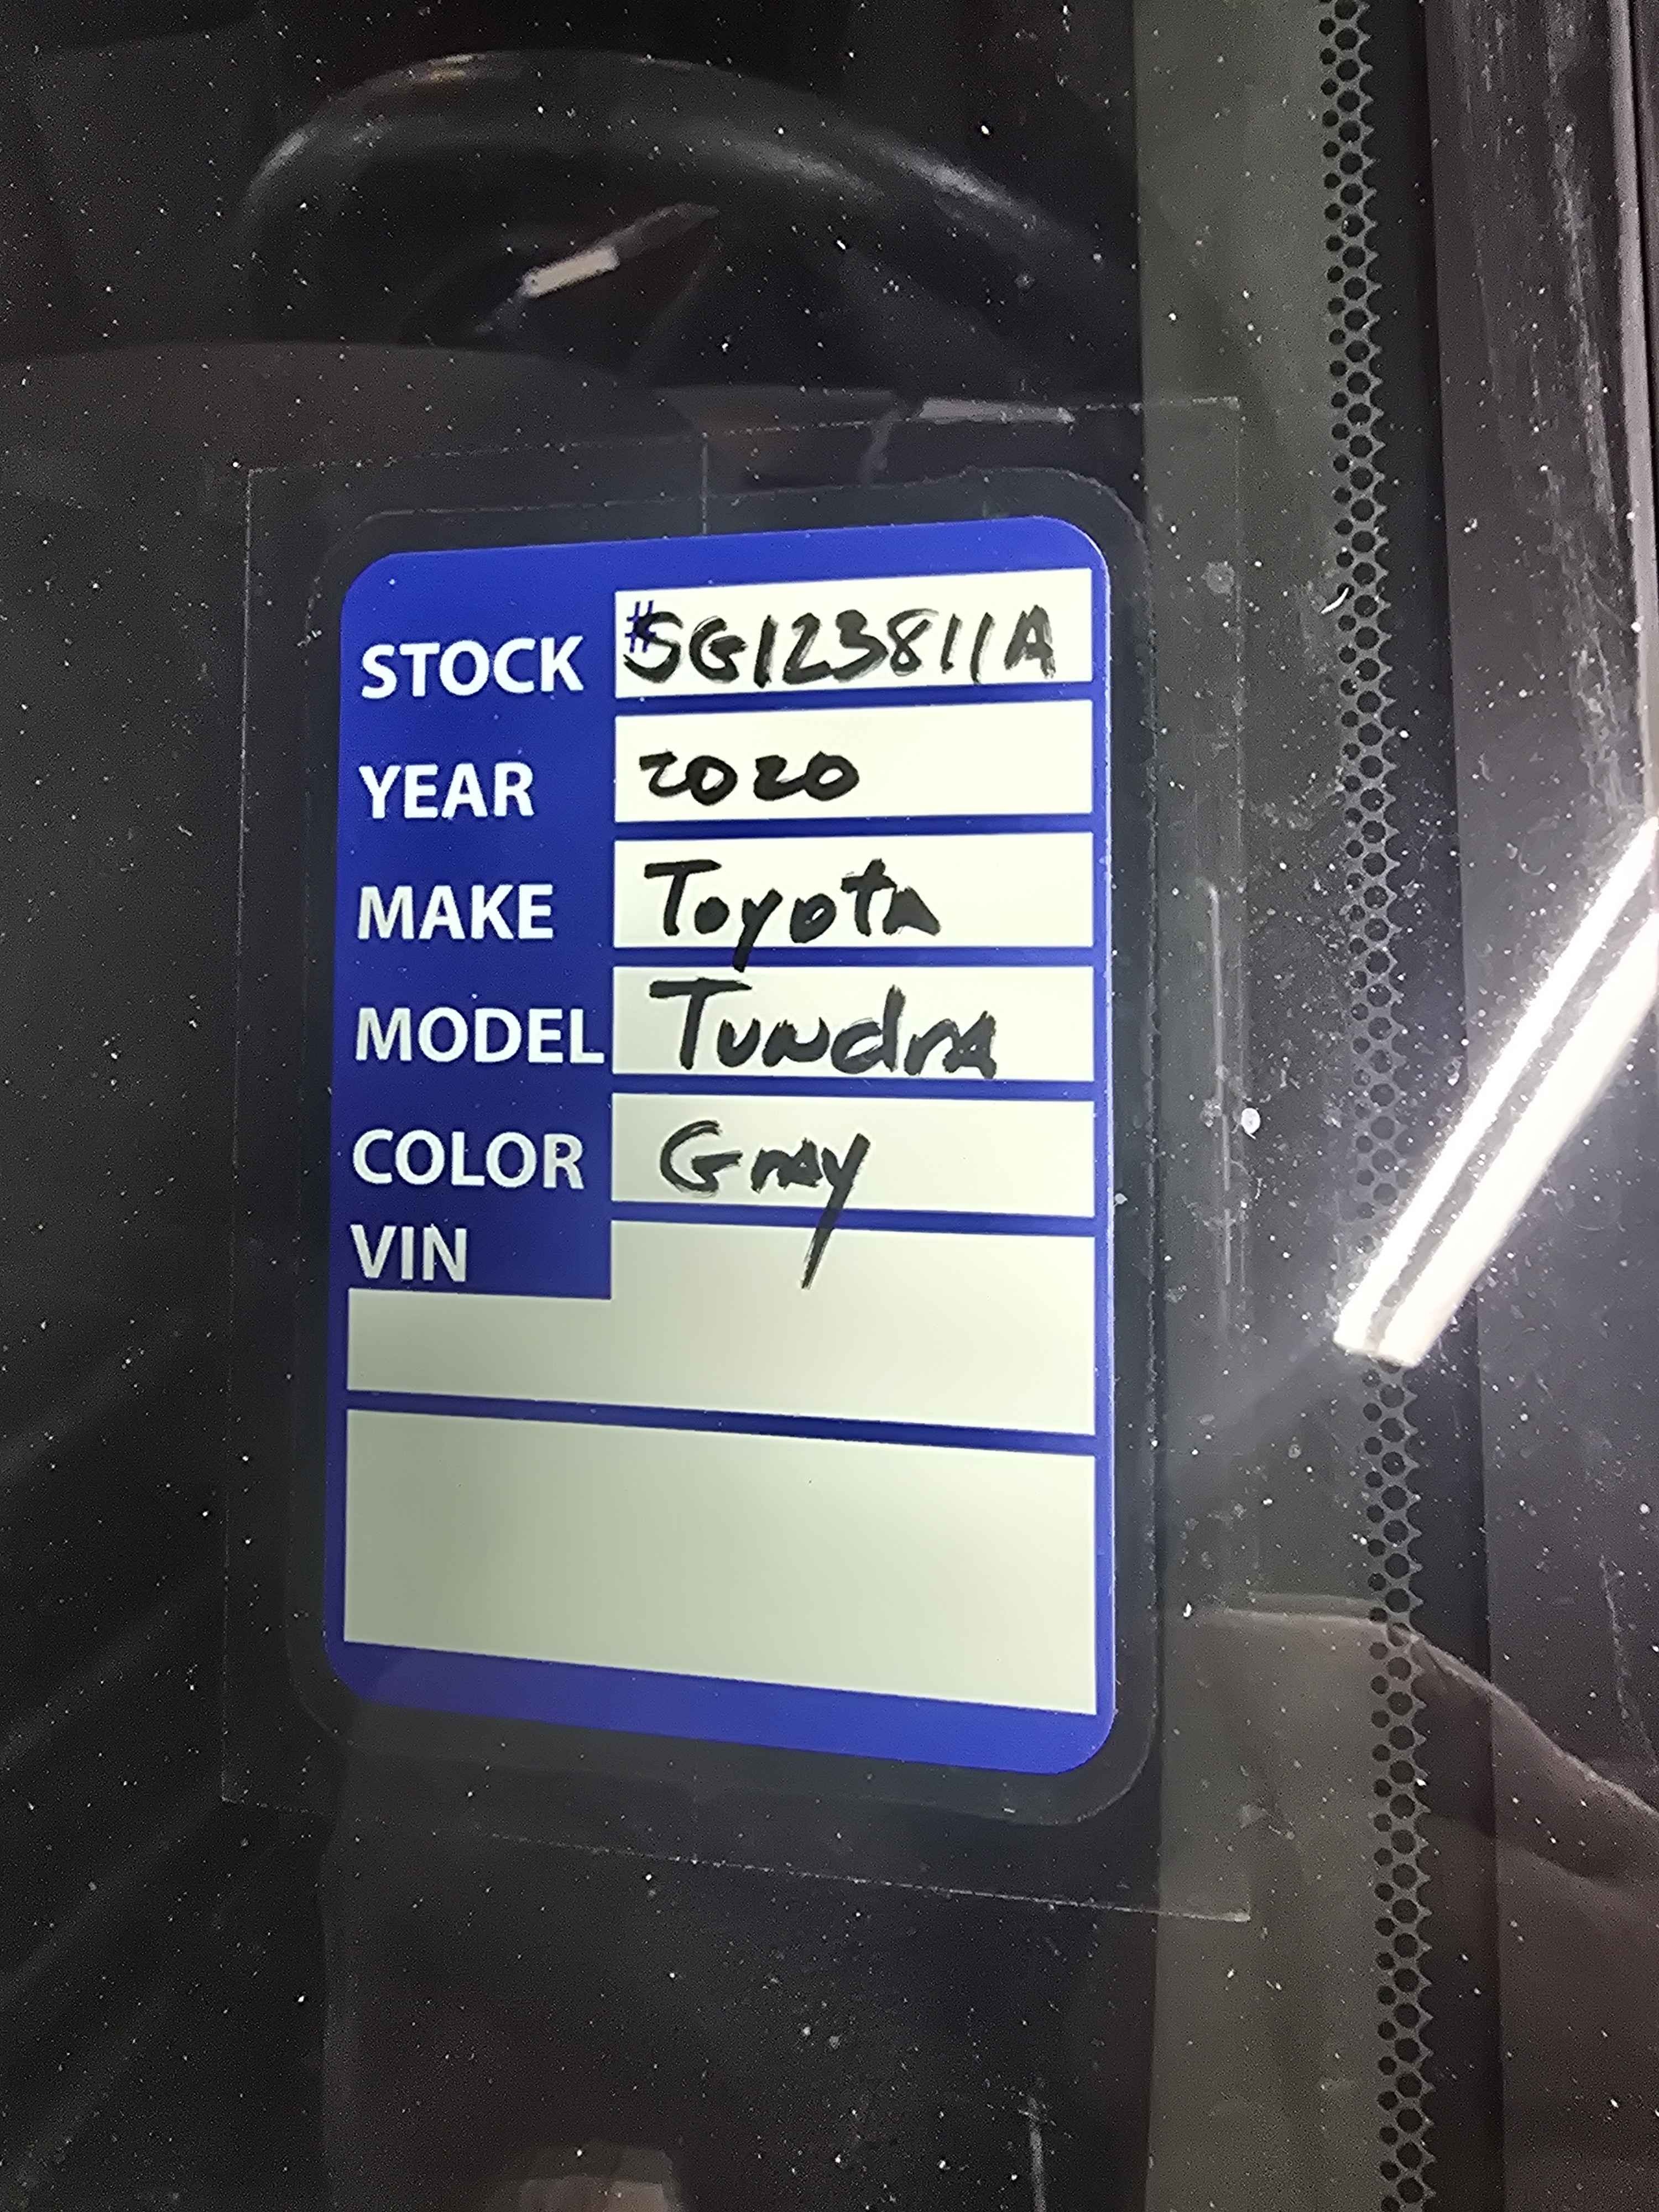 STOCK #SG123811A
YEAR 2020
MAKE Toyota
MODEL Tundra
COLOR Gray
VIN